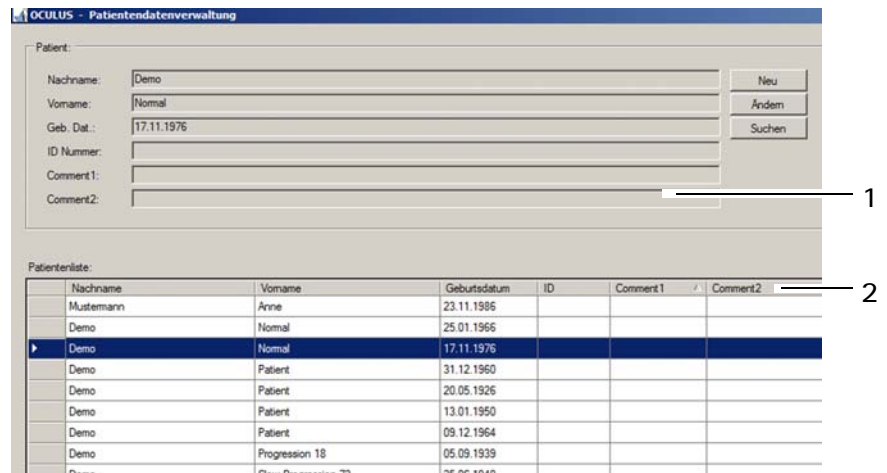 OCULUS - Patientendatenverwaltung
Patient:
Nachname: Demo Neu
Vorname: Normal Ändern
Geb. Dat.: 17.11.1976 Suchen
ID Nummer:
Comment1:
Comment2:
1
Patientenliste:
Nachname Vorname Geburtsdatum ID Comment1 Comment2
2
Mustermann Anne 23.11.1986
Demo Normal 25.01.1966
Demo Normal 17.11.1976
Demo Patient 31.12.1960
Demo Patient 20.05.1926
Demo Patient 13.01.1950
Demo Patient 09.12.1964
Demo Progression 18 05.09.1939